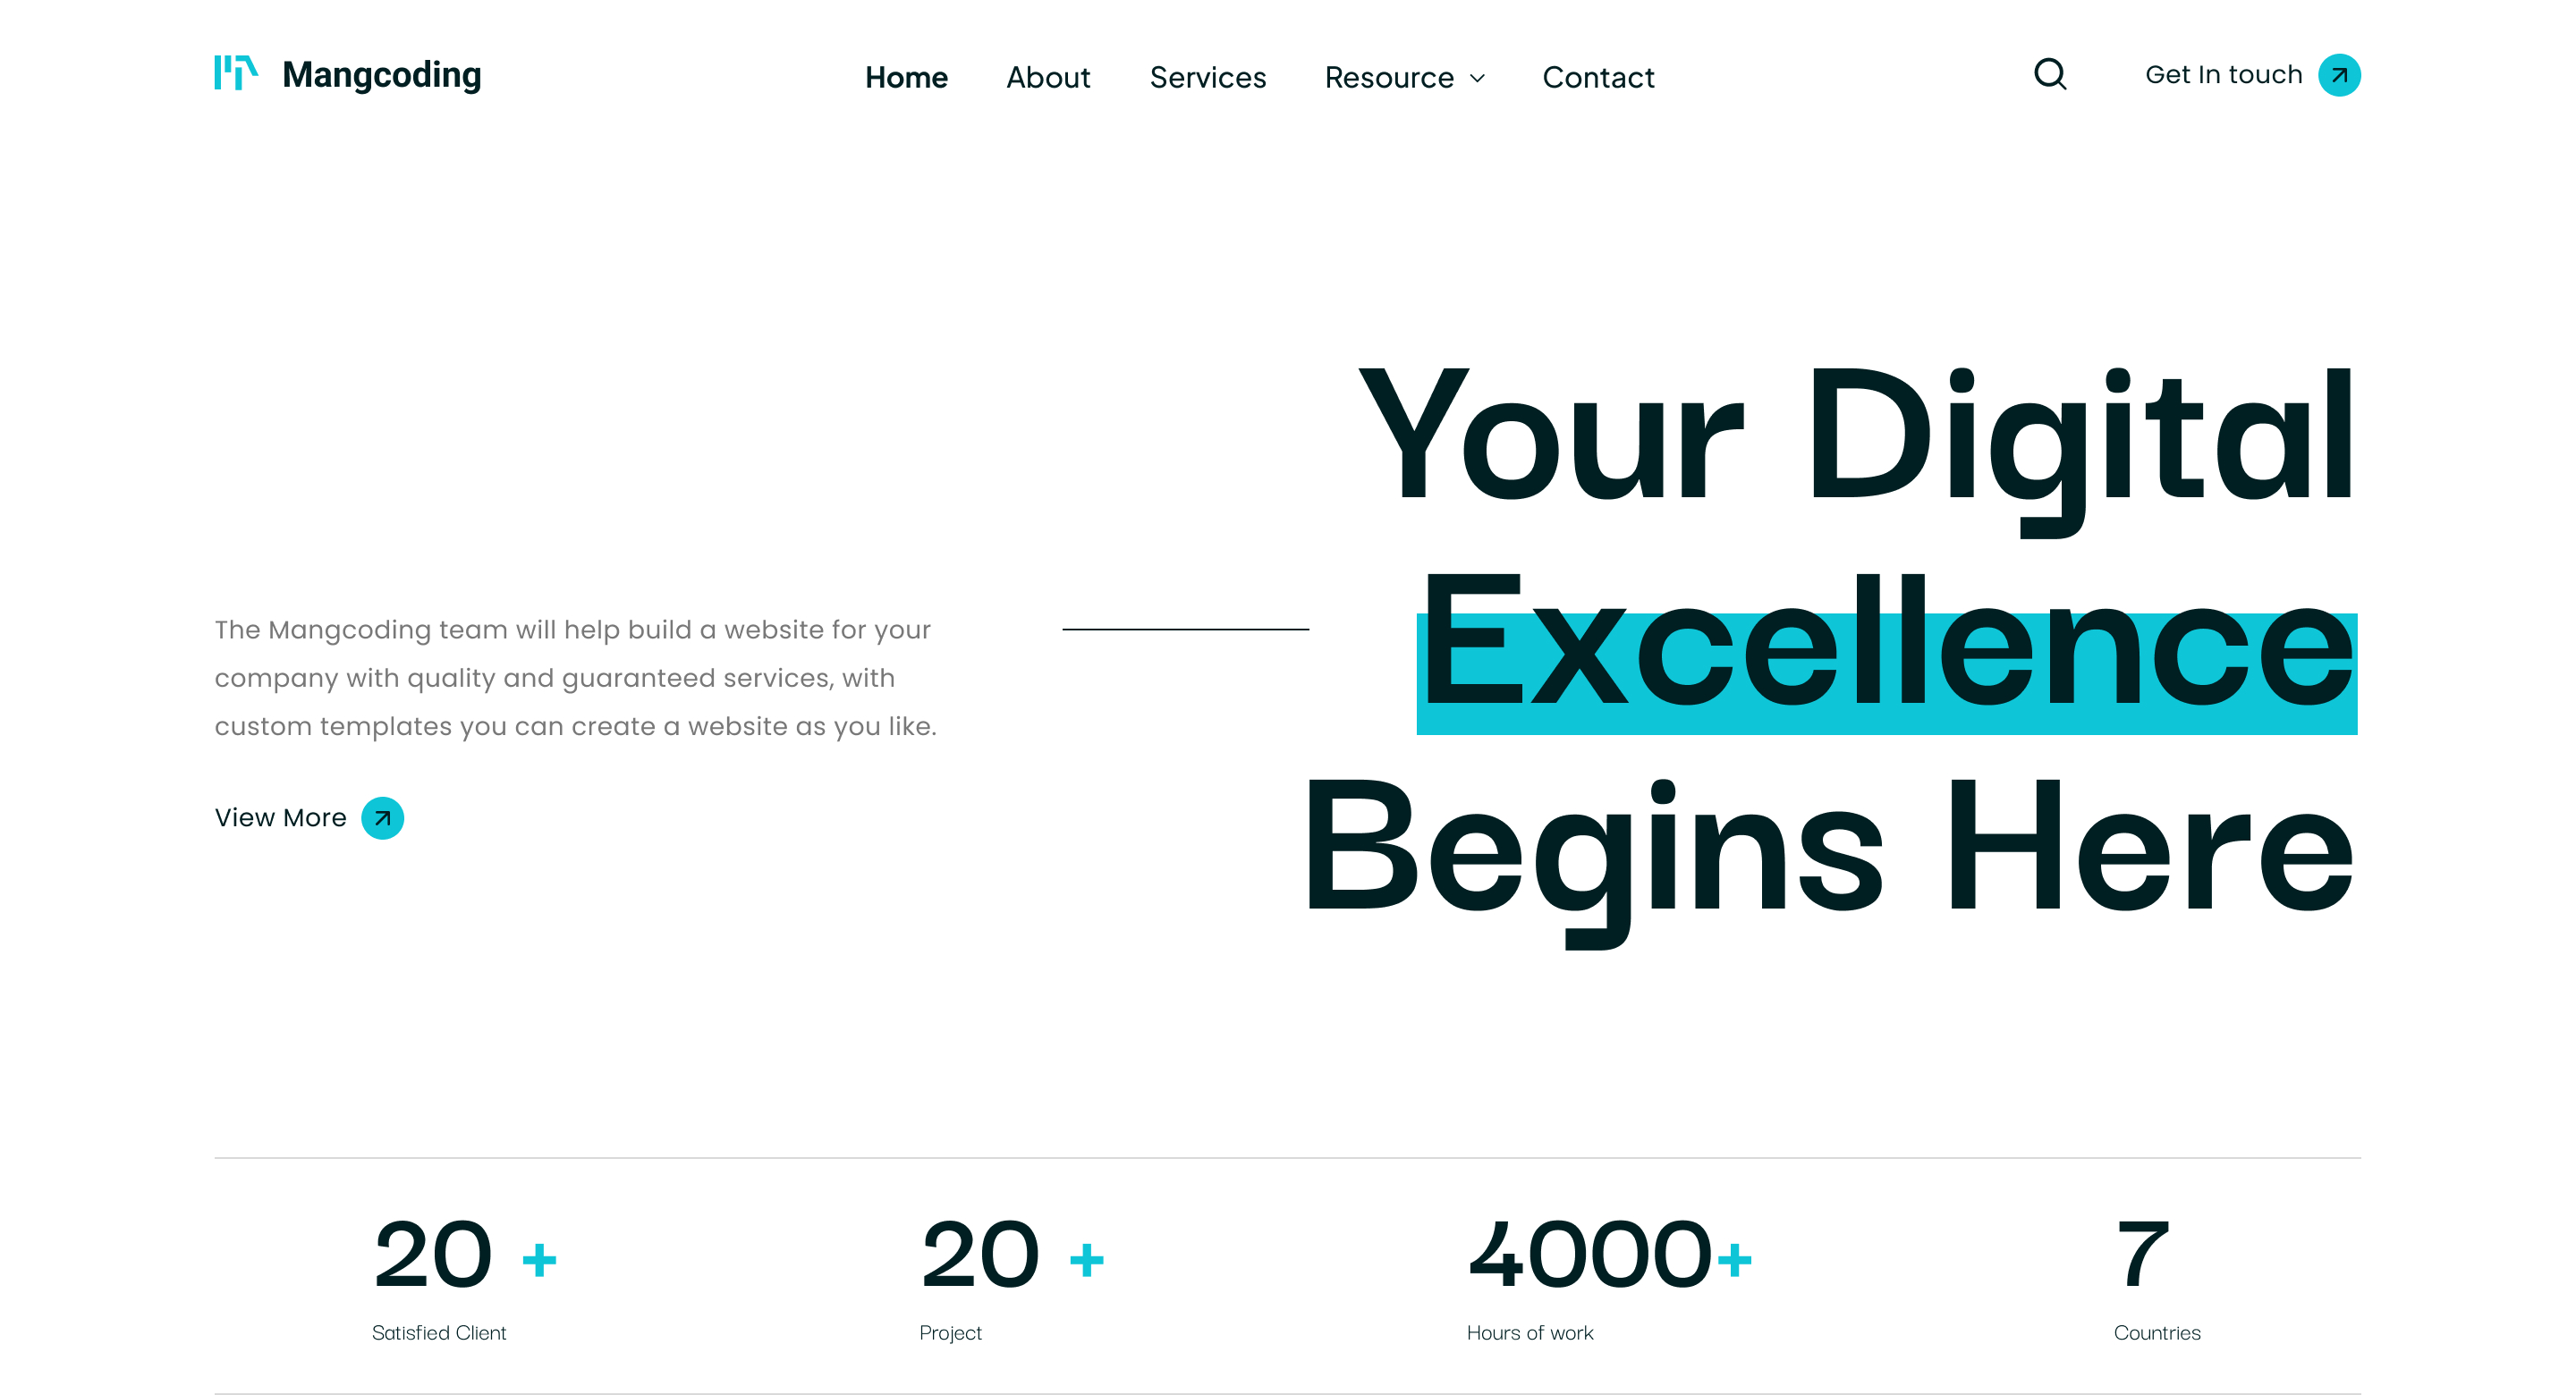 Mangcoding
Home About Services Resource Contact
Get In touch
Your Digital
Excellence
Begins Here
The Mangcoding team will help build a website for your
company with quality and guaranteed services, with
custom templates you can create a website as you like.
View More
20 +
Satisfied Client
20 +
Project
4000+
Hours of work
7
Countries